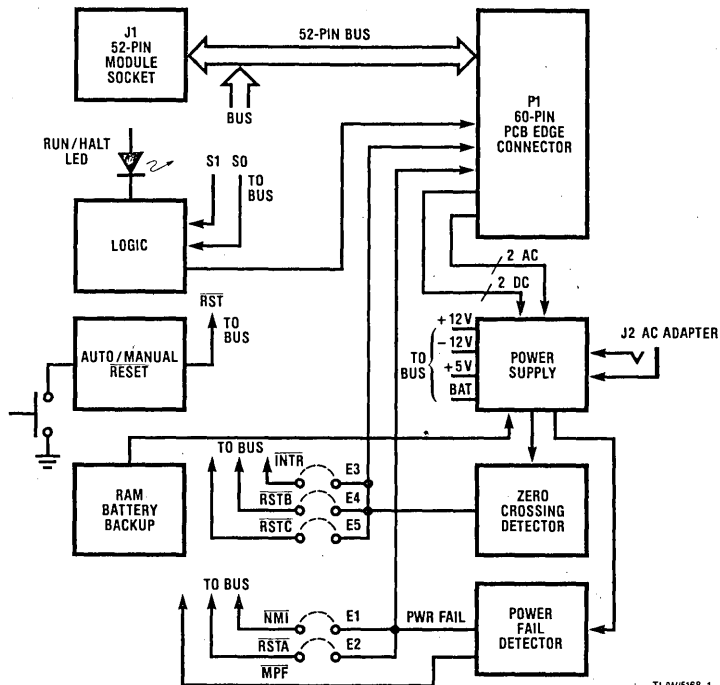 J1
52-PIN
MODULE
SOCKET
52-PIN BUS
BUS
P1
60-PIN
PCB EDGE
CONNECTOR
RUN/HALT
LED
S1 S0
TO
BUS
LOGIC
2 AC
2 DC
RST
TO
BUS
AUTO/MANUAL
RESET
+12V
-12V
+5V
BAT
TO
BUS
POWER
SUPPLY
J2 AC ADAPTER
RAM
BATTERY
BACKUP
TO BUS
INTR E3
RSTB E4
RSTC E5
ZERO
CROSSING
DETECTOR
TO BUS
NMI E1
RSTA E2
MPF
PWR FAIL
POWER
FAIL
DETECTOR